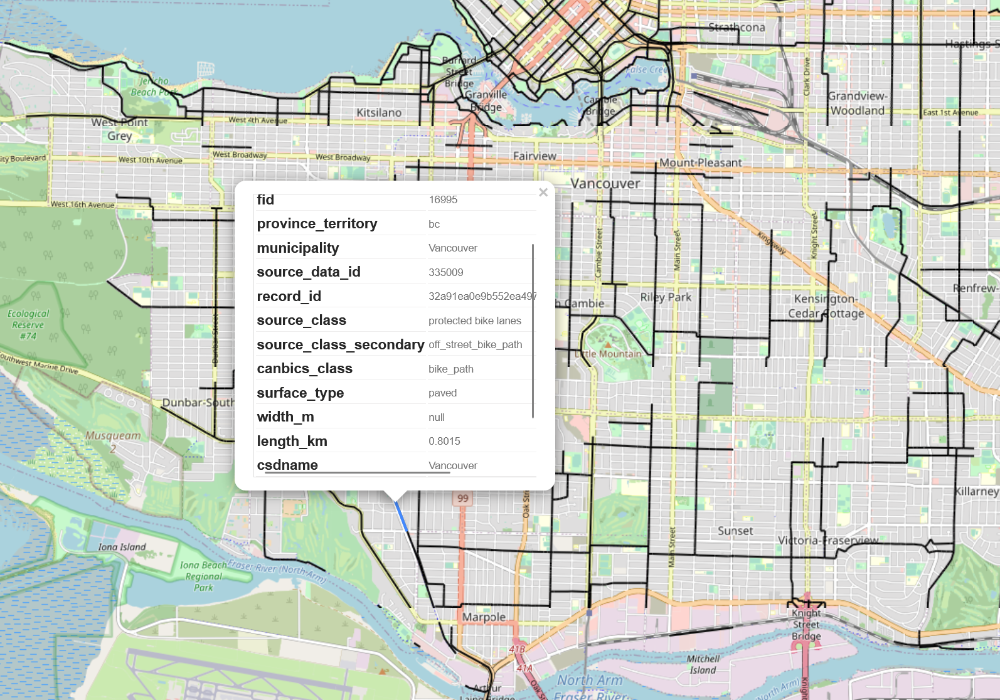 Strathcona
Hastings S
Jericho
Beach Park
Burrard
Street
Bridge
False Creek
Clark Drive
Granville
Bridge
Cambie
Bridge
Grandview-
Woodland
Kitsilano
West 4th Avenue
East 1st Avenue
West Point
Grey
ity Boulevard
West 10th Avenue
West Broadway
West Broadway
Fairview
Mount-Pleasant
Vancouver
West 16th Avenue
×
fid 16995
province_territory bc
municipality Vancouver
source_data_id 335009
record_id 32a91ea0e9b552ea497
source_class protected bike lanes
source_class_secondary off_street_bike_path
canbics_class bike_path
surface_type paved
width_m null
length_km 0.8015
csdname Vancouver
Cambie Street
Main Street
Knight Street
Kingsway
h Cambie
Riley Park
Kensington-
Cedar Cottage
Renfrew-
Ecological
Reserve
#74
Dunbar Street
outhwest Marine Drive
Little Mountain
Dunbar-South
Musqueam
2
99
Oak Str
Killarney
Sunset
Victoria-Fraserview
Main Street
Iona Island
Iona Beach
Regional
Park
Fraser River (North Arm)
Marpole
Knight
Street
Bridge
41B
41A
Mitchell
Island
North Arm
Fraser River
Oak St
Arthur
Laing Bridge
Knigh
North Arm)